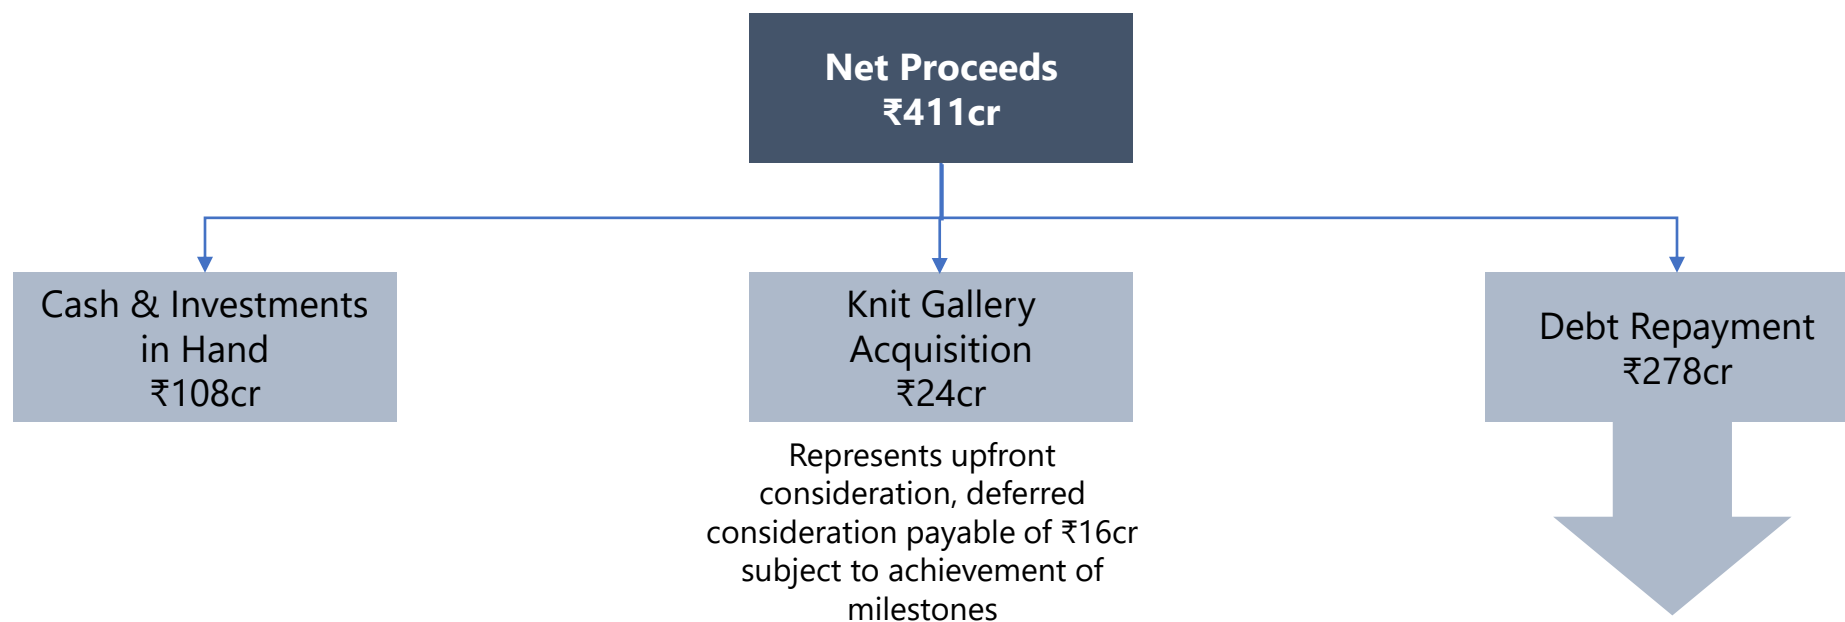 Net Proceeds
₹411cr
Cash & Investments
in Hand
₹108cr
Knit Gallery
Acquisition
₹24cr
Represents upfront
consideration, deferred
consideration payable of ₹16cr
subject to achievement of
milestones
Debt Repayment
₹278cr